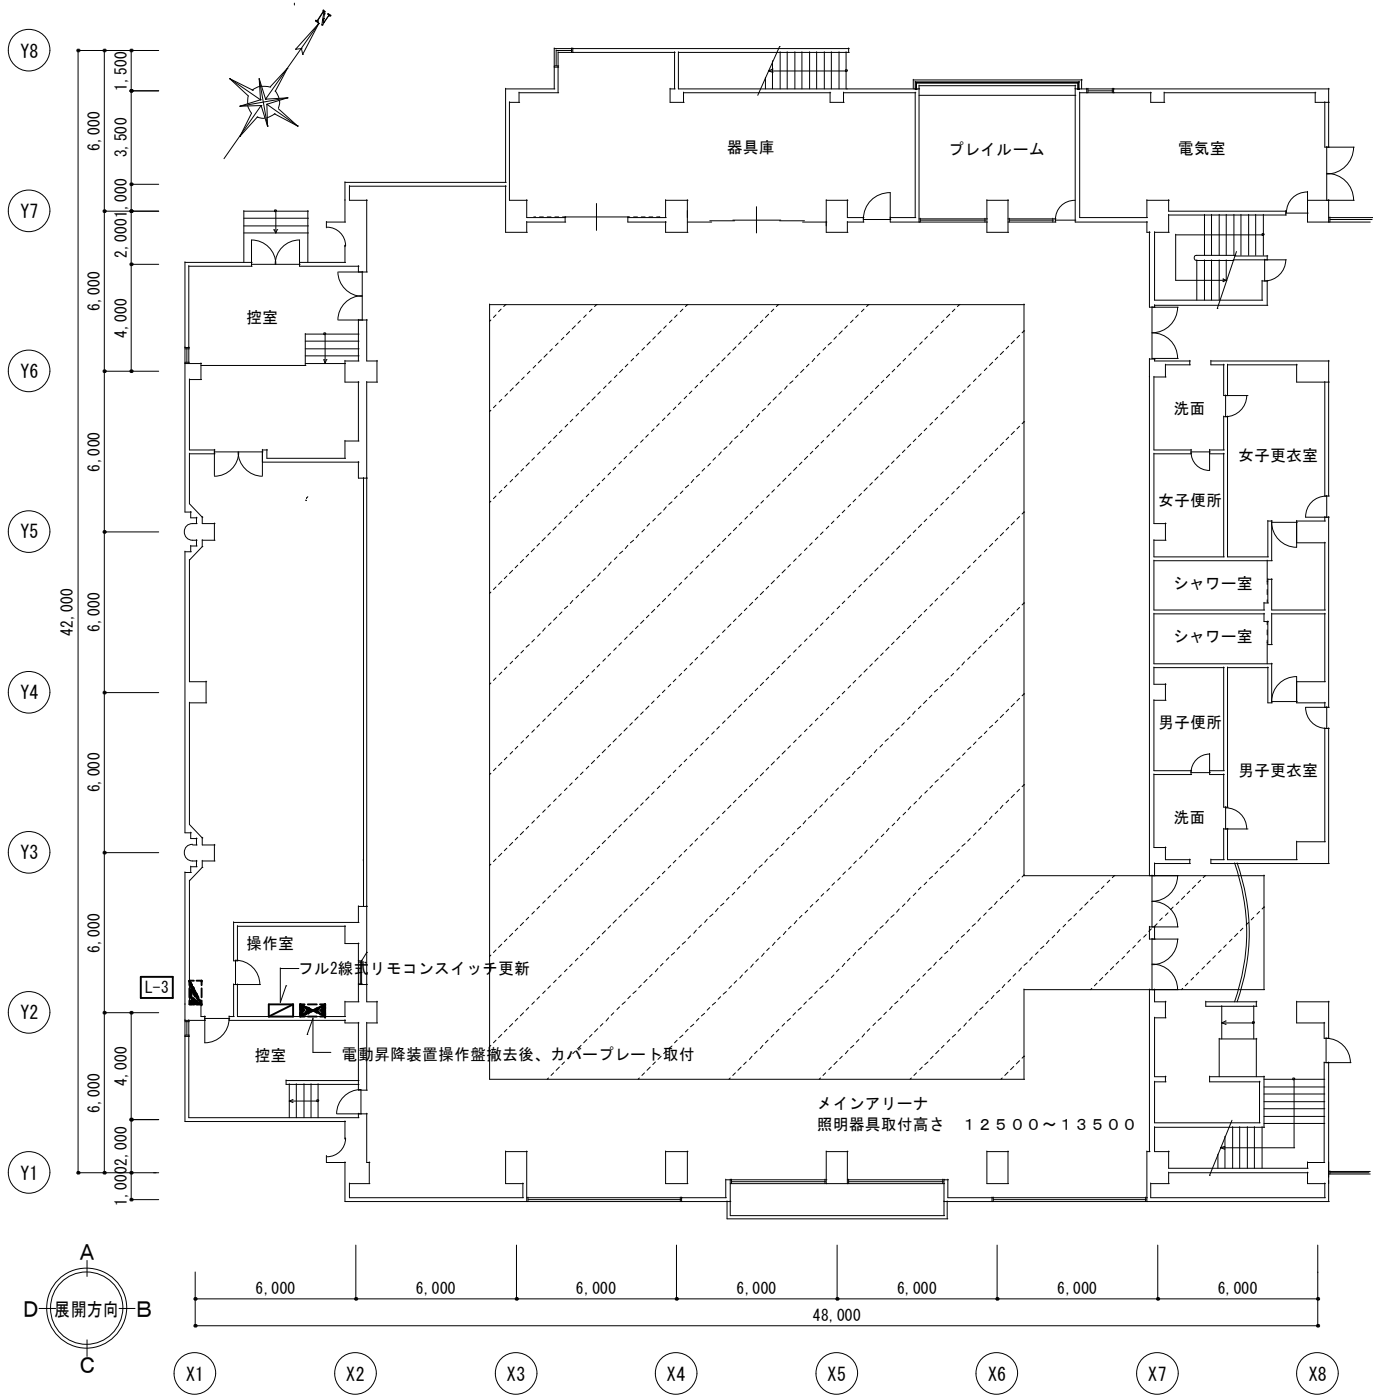 N
Y8
Y7
Y6
Y5
Y4
Y3
Y2
Y1
42,000
6,000
6,000
6,000
6,000
6,000
6,000
6,000
1,500
3,500
1,000
2,000
4,000
4,000
2,000
1,000
器具庫
プレイルーム
電気室
控室
洗面
女子更衣室
女子便所
シャワー室
シャワー室
男子便所
男子更衣室
洗面
操作室
フル2線式リモコンスイッチ更新
L-3
控室
電動昇降装置操作盤撤去後、カバープレート取付
メインアリーナ
照明器具取付高さ 12500~13500
A
D 展開方向 B
C
6,000 6,000 6,000 6,000 6,000 6,000 6,000
48,000
X1 X2 X3 X4 X5 X6 X7 X8